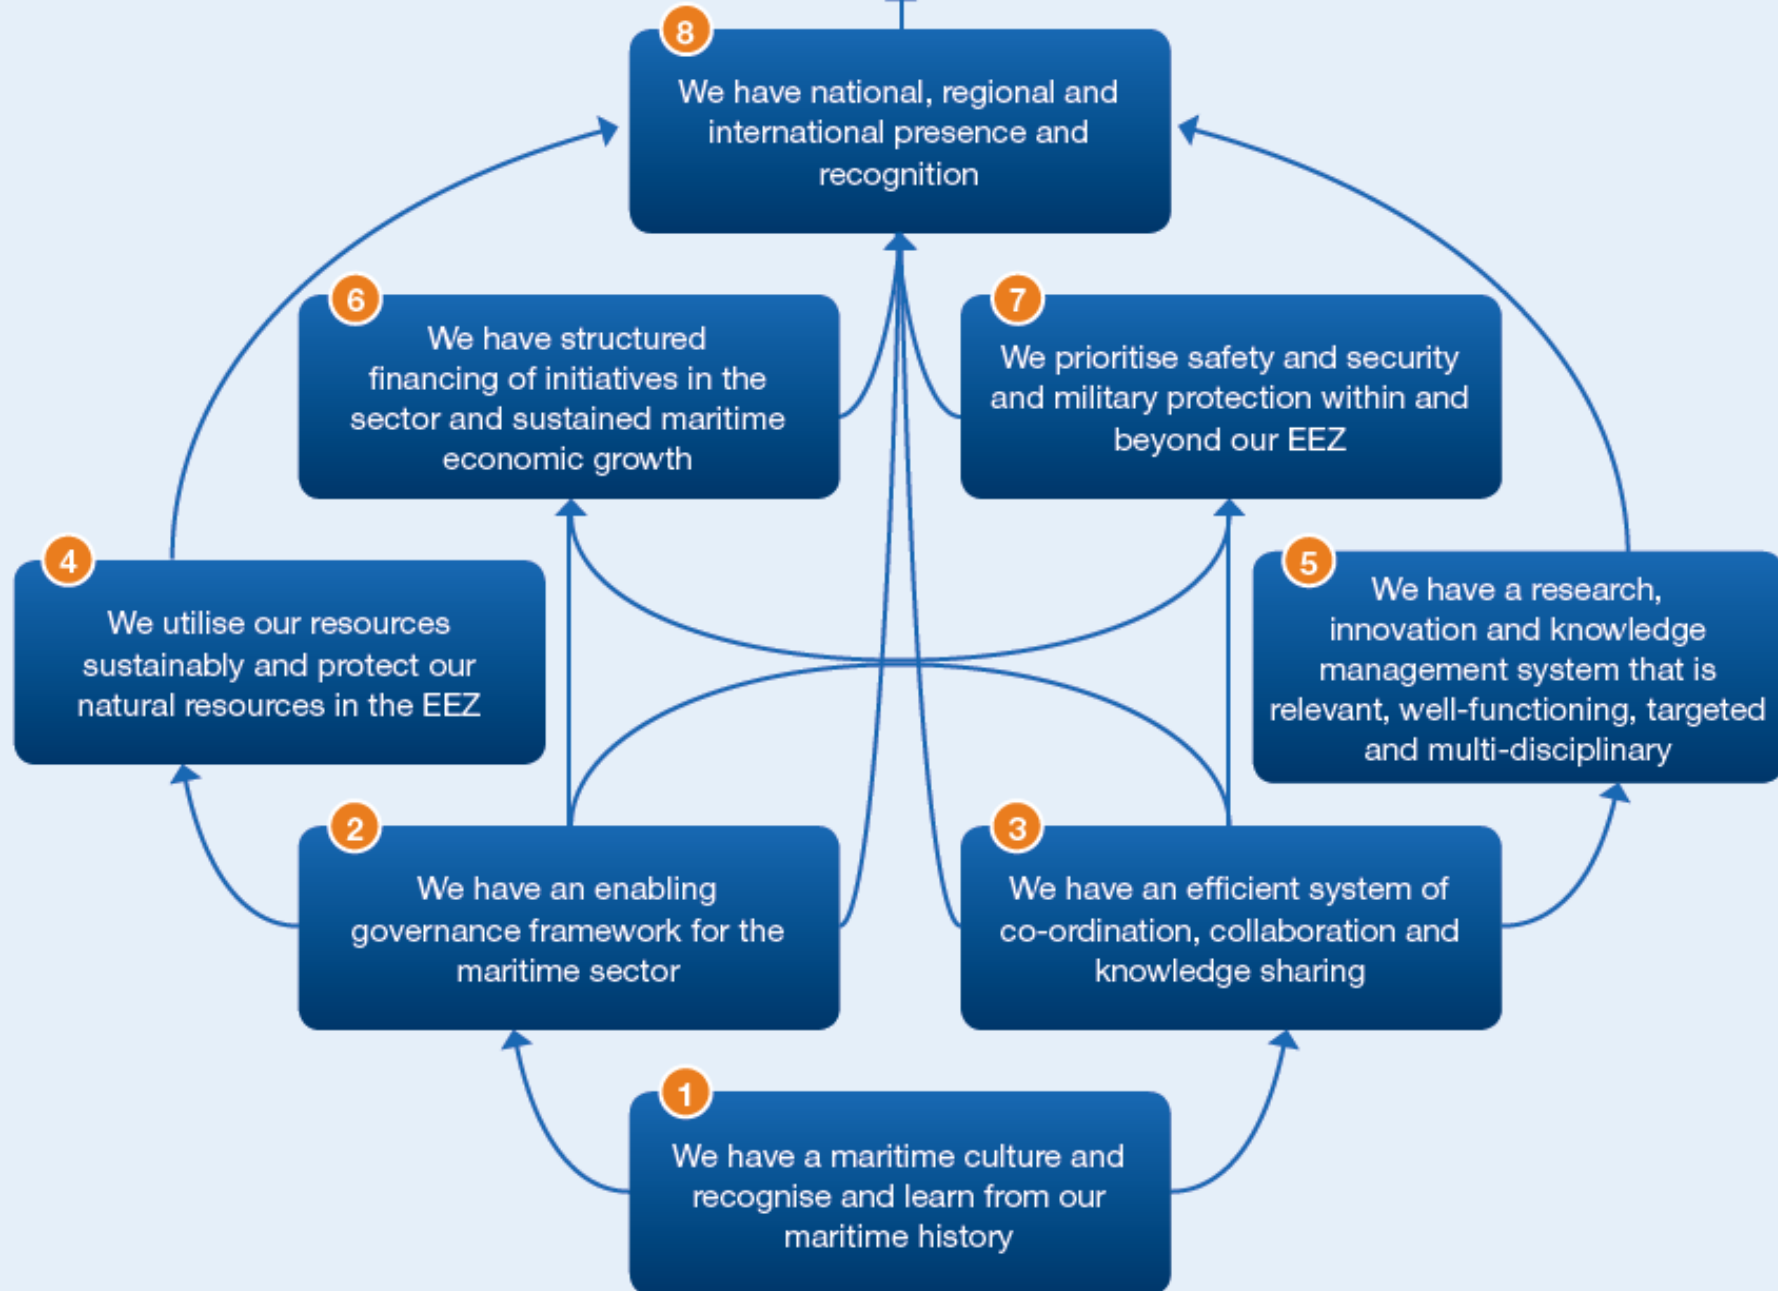 8
We have national, regional and
international presence and
recognition
6
We have structured
financing of initiatives in the
sector and sustained maritime
economic growth
7
We prioritise safety and security
and military protection within and
beyond our EEZ
4
We utilise our resources
sustainably and protect our
natural resources in the EEZ
5
We have a research,
innovation and knowledge
management system that is
relevant, well-functioning, targeted
and multi-disciplinary
2
We have an enabling
governance framework for the
maritime sector
3
We have an efficient system of
co-ordination, collaboration and
knowledge sharing
1
We have a maritime culture and
recognise and learn from our
maritime history